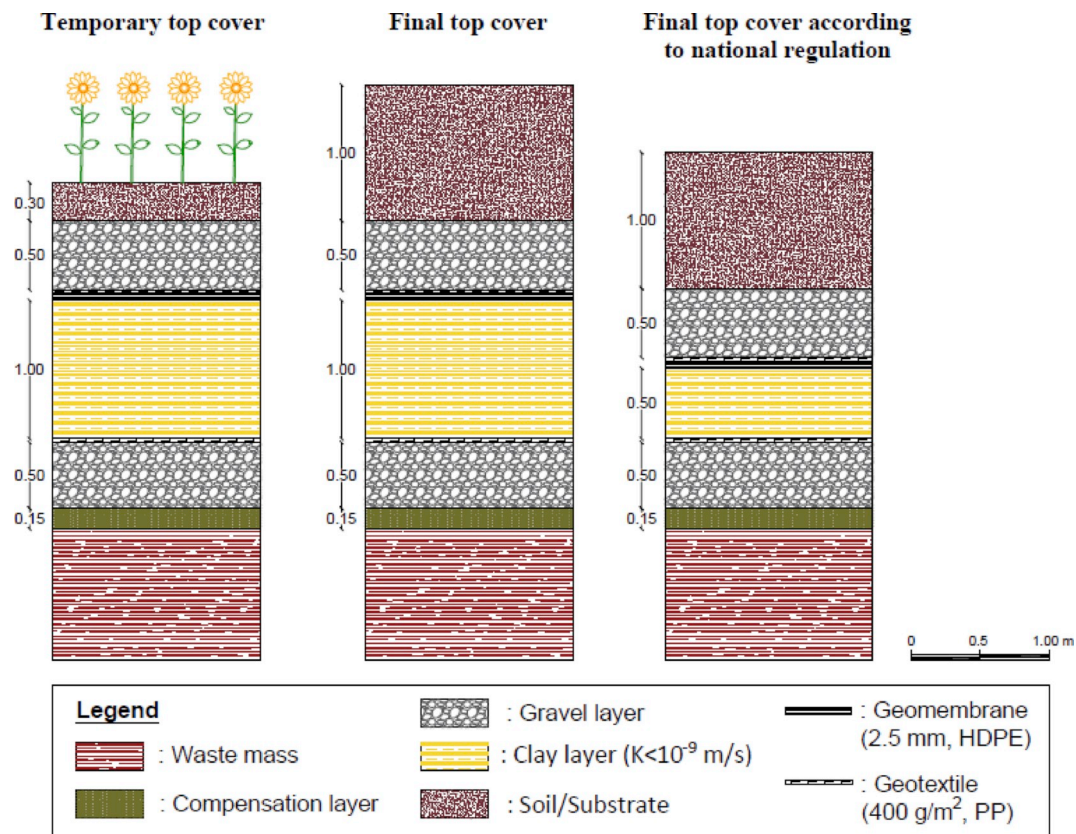 Temporary top cover
Final top cover
Final top cover according
to national regulation
0.30
0.50
1.00
0.50
0.15
1.00
0.50
1.00
0.50
0.15
1.00
0.50
0.50
0.50
0.15
0 0.5 1.00 m
Legend
: Waste mass
: Compensation layer
: Gravel layer
: Clay layer (K<10⁻⁹ m/s)
: Soil/Substrate
: Geomembrane
(2.5 mm, HDPE)
: Geotextile
(400 g/m², PP)